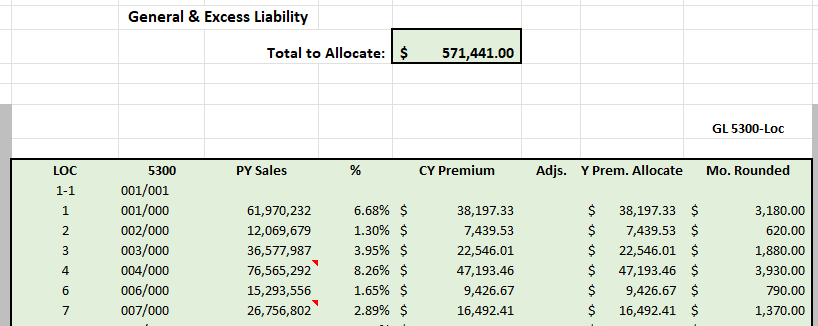 General & Excess Liability
Total to Allocate: $ 571,441.00
GL 5300-Loc
LOC 5300 PY Sales % CY Premium Adjs. Y Prem. Allocate Mo. Rounded
1-1 001/001
1 001/000 61,970,232 6.68% $ 38,197.33 $ 38,197.33 $ 3,180.00
2 002/000 12,069,679 1.30% $ 7,439.53 $ 7,439.53 $ 620.00
3 003/000 36,577,987 3.95% $ 22,546.01 $ 22,546.01 $ 1,880.00
4 004/000 76,565,292 8.26% $ 47,193.46 $ 47,193.46 $ 3,930.00
6 006/000 15,293,556 1.65% $ 9,426.67 $ 9,426.67 $ 790.00
7 007/000 26,756,802 2.89% $ 16,492.41 $ 16,492.41 $ 1,370.00